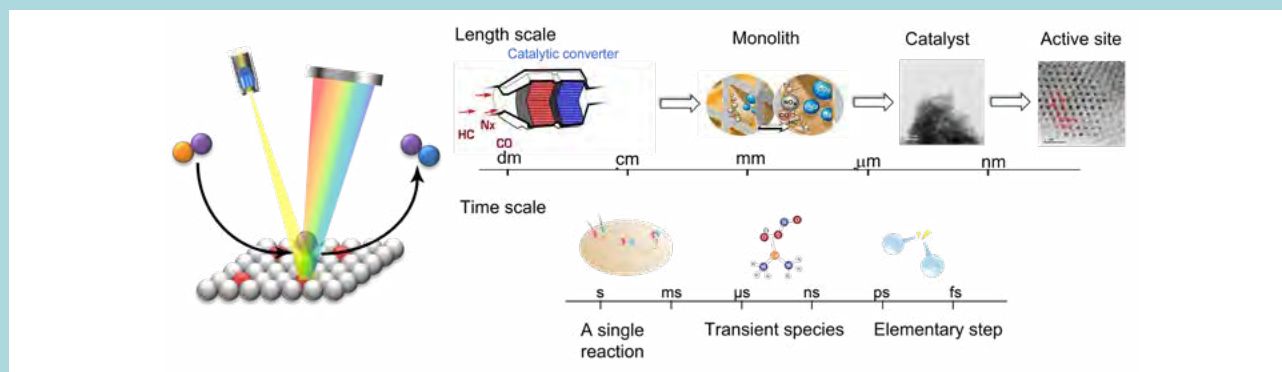 Length scale
Catalytic converter
Monolith
Catalyst
Active site
HC
Nx
CO
dm
cm
mm
µm
nm
Time scale
s
ms
µs
ns
ps
fs
A single
reaction
Transient species
Elementary step